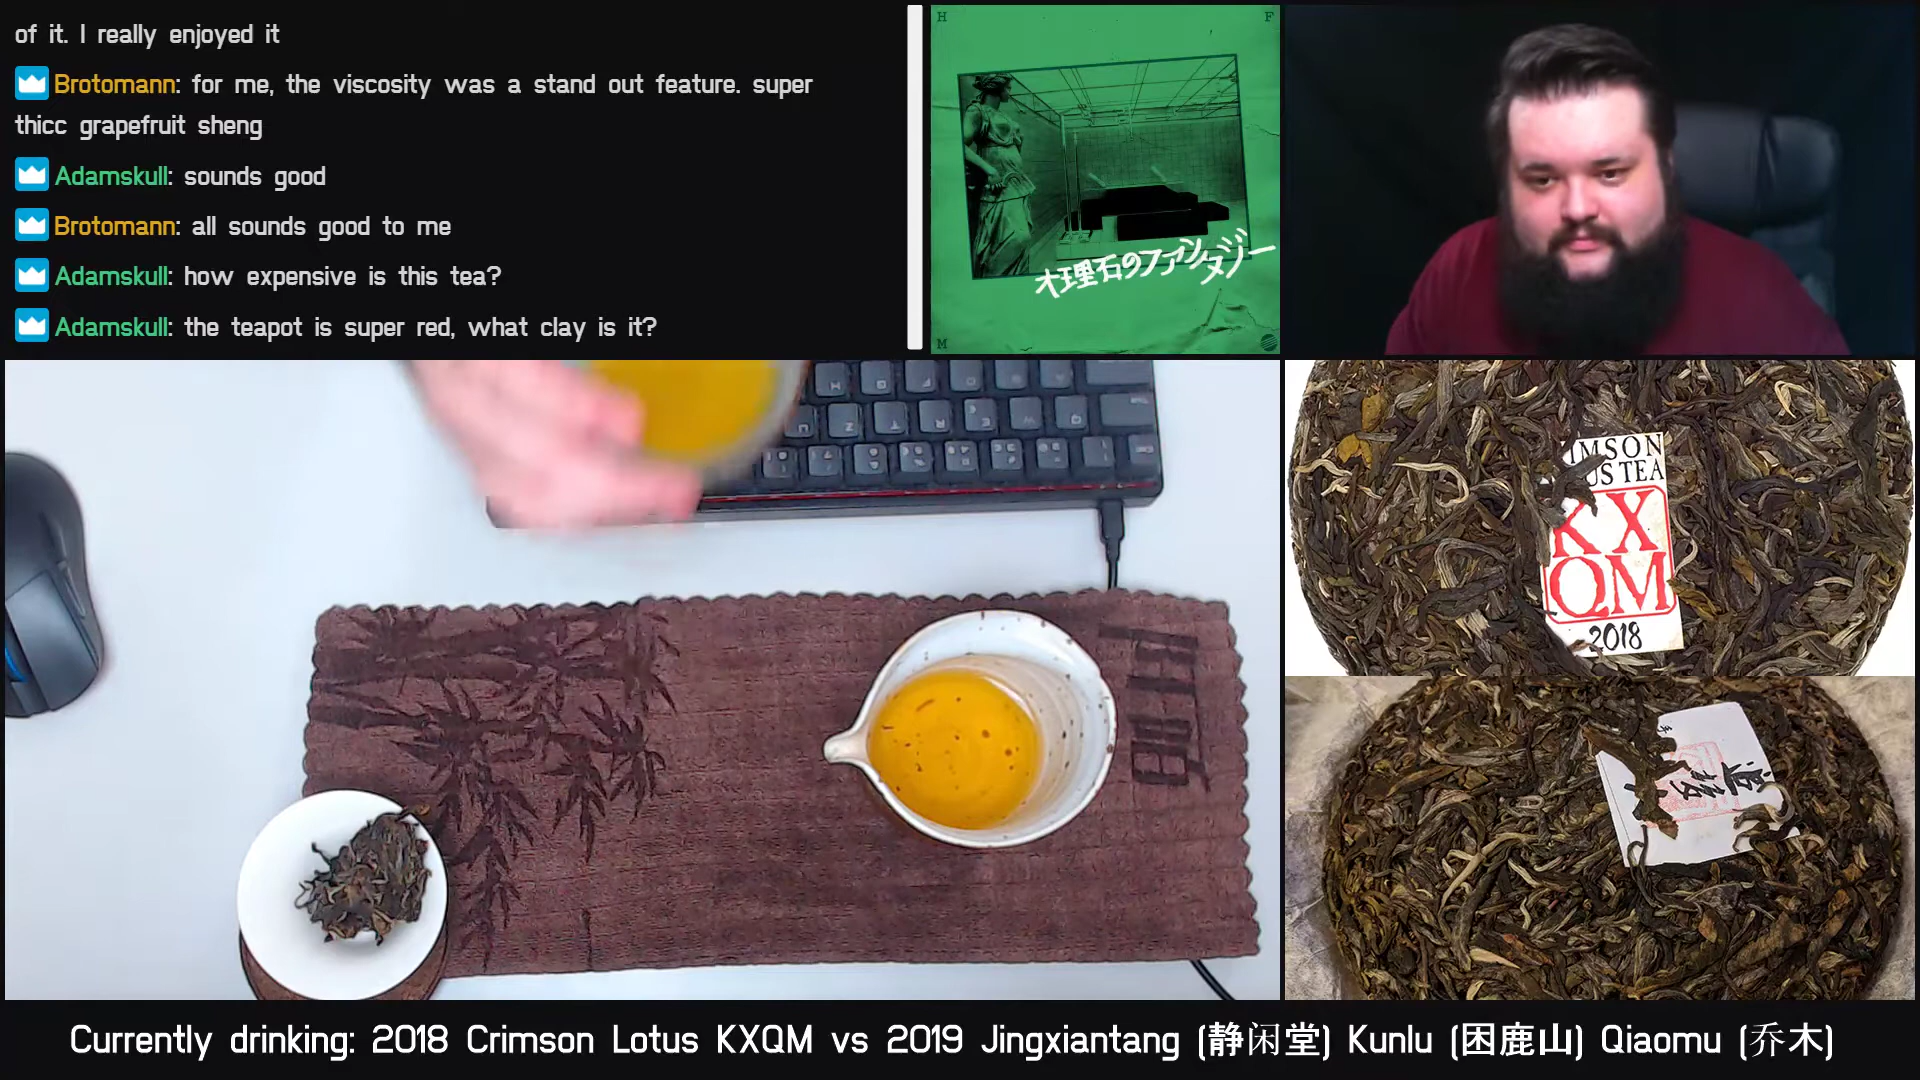 of it. I really enjoyed it
Brotomann: for me, the viscosity was a stand out feature. super
thicc grapefruit sheng
Adamskull: sounds good
Brotomann: all sounds good to me
Adamskull: how expensive is this tea?
Adamskull: the teapot is super red, what clay is it?
H F
大理石のファンタジー
M
KX
QM
2018
US TEA
Currently drinking: 2018 Crimson Lotus KXQM vs 2019 Jingxiantang (静闲堂) Kunlu (困鹿山) Qiaomu (乔木)